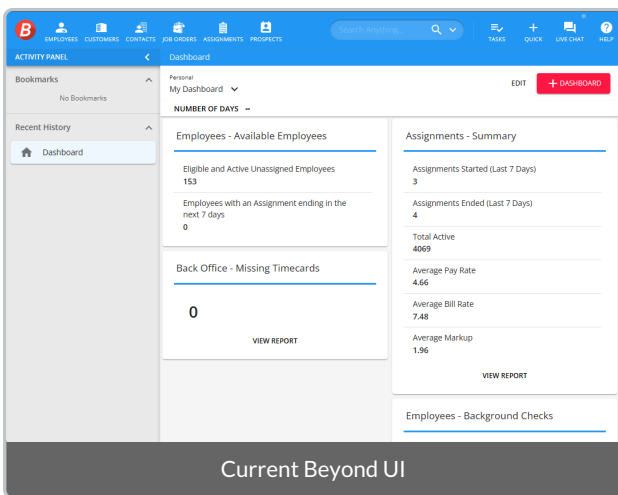 B
EMPLOYEES CUSTOMERS CONTACTS JOB ORDERS ASSIGNMENTS PROSPECTS
Search Anything...
TASKS QUICK LIVE CHAT HELP
ACTIVITY PANEL
Dashboard
Bookmarks
No Bookmarks
Recent History
Dashboard
Personal
My Dashboard
EDIT
+ DASHBOARD
NUMBER OF DAYS --
Employees - Available Employees
Eligible and Active Unassigned Employees
153
Employees with an Assignment ending in the
next 7 days
0
Back Office - Missing Timecards
0
VIEW REPORT
Assignments - Summary
Assignments Started (Last 7 Days)
3
Assignments Ended (Last 7 Days)
4
Total Active
4069
Average Pay Rate
4.66
Average Bill Rate
7.48
Average Markup
1.96
VIEW REPORT
Employees - Background Checks
Current Beyond UI